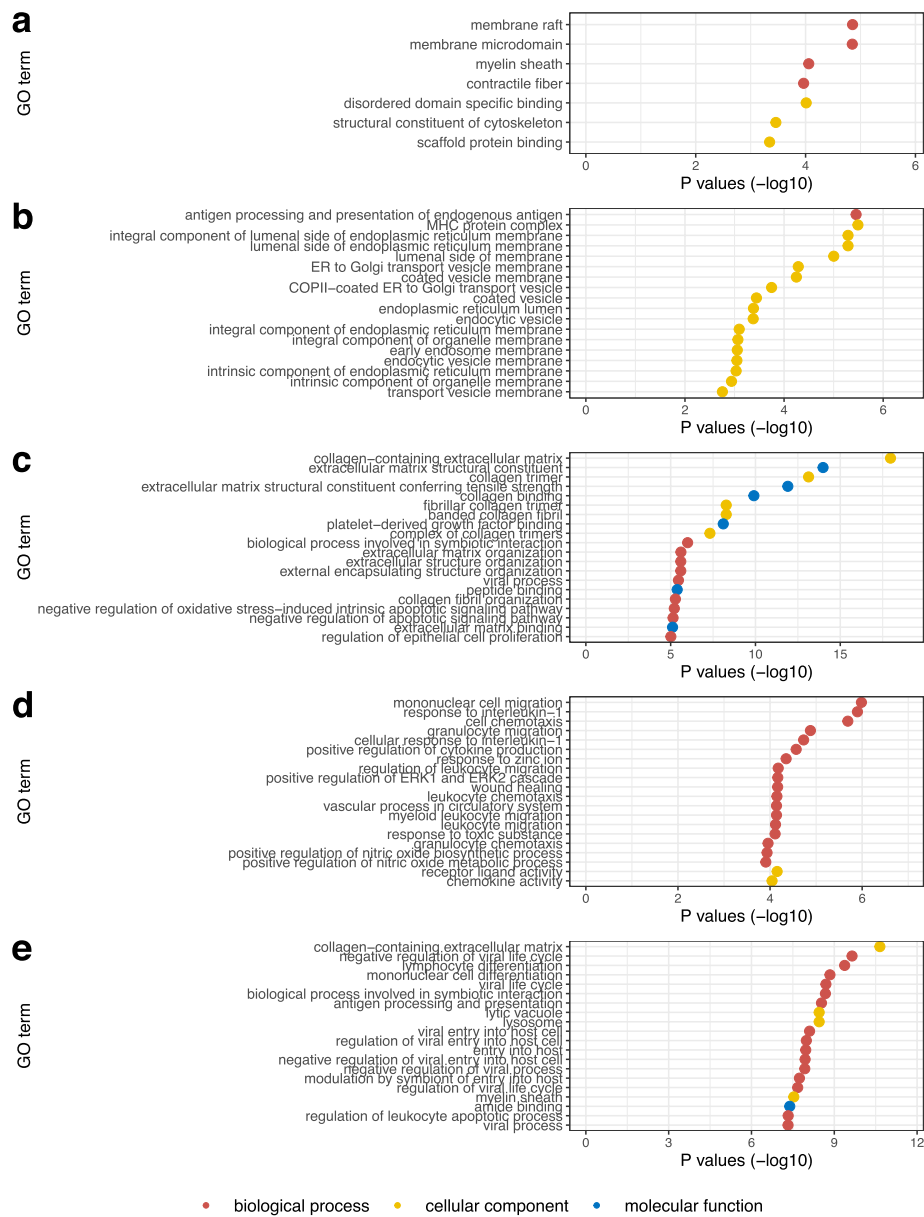 a
GO term
membrane raft
membrane microdomain
myelin sheath
contractile fiber
disordered domain specific binding
structural constituent of cytoskeleton
scaffold protein binding
0 2 4 6
P values (−log10)
b
GO term
antigen processing and presentation of endogenous antigen
MHC protein complex
integral component of lumenal side of endoplasmic reticulum membrane
lumenal side of endoplasmic reticulum membrane
lumenal side of membrane
ER to Golgi transport vesicle membrane
coated vesicle membrane
COPII−coated ER to Golgi transport vesicle
coated vesicle
endoplasmic reticulum lumen
endocytic vesicle
integral component of endoplasmic reticulum membrane
integral component of organelle membrane
early endosome membrane
endocytic vesicle membrane
intrinsic component of endoplasmic reticulum membrane
intrinsic component of organelle membrane
transport vesicle membrane
0 2 4 6
P values (−log10)
c
GO term
collagen−containing extracellular matrix
extracellular matrix structural constituent
collagen trimer
extracellular matrix structural constituent conferring tensile strength
collagen binding
fibrillar collagen trimer
banded collagen fibril
platelet−derived growth factor binding
complex of collagen trimers
biological process involved in symbiotic interaction
extracellular matrix organization
extracellular structure organization
external encapsulating structure organization
viral process
peptide binding
collagen fibril organization
negative regulation of oxidative stress−induced intrinsic apoptotic signaling pathway
negative regulation of apoptotic signaling pathway
extracellular matrix binding
regulation of epithelial cell proliferation
5 10 15
P values (−log10)
d
GO term
mononuclear cell migration
response to interleukin−1
cell chemotaxis
granulocyte migration
cellular response to interleukin−1
positive regulation of cytokine production
response to zinc ion
regulation of leukocyte migration
positive regulation of ERK1 and ERK2 cascade
wound healing
leukocyte chemotaxis
vascular process in circulatory system
myeloid leukocyte migration
leukocyte migration
response to toxic substance
granulocyte chemotaxis
positive regulation of nitric oxide biosynthetic process
positive regulation of nitric oxide metabolic process
receptor ligand activity
chemokine activity
0 2 4 6
P values (−log10)
e
GO term
collagen−containing extracellular matrix
negative regulation of viral life cycle
lymphocyte differentiation
mononuclear cell differentiation
viral life cycle
biological process involved in symbiotic interaction
antigen processing and presentation
lytic vacuole
lysosome
viral entry into host cell
regulation of viral entry into host cell
entry into host
negative regulation of viral entry into host cell
negative regulation of viral process
modulation by symbiont of entry into host
regulation of viral life cycle
myelin sheath
amide binding
regulation of leukocyte apoptotic process
viral process
0 3 6 9 12
P values (−log10)
biological process cellular component molecular function